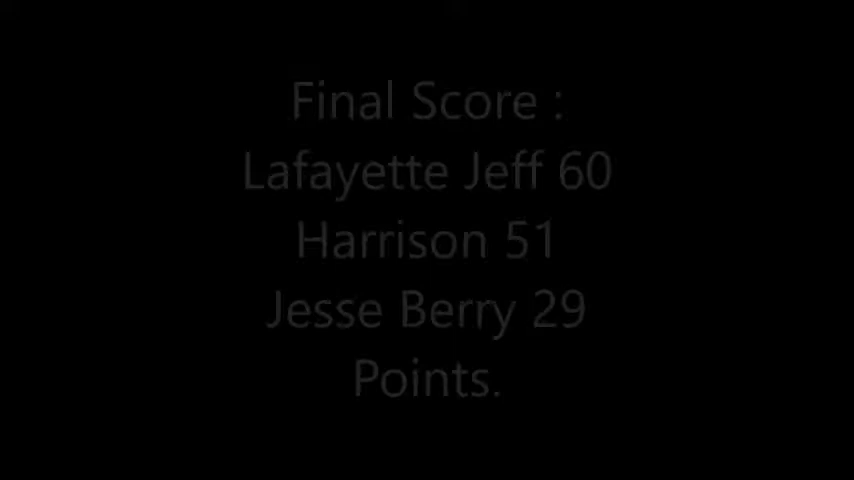 Final Score :
Lafayette Jeff 60
Harrison 51
Jesse Berry 29
Points.